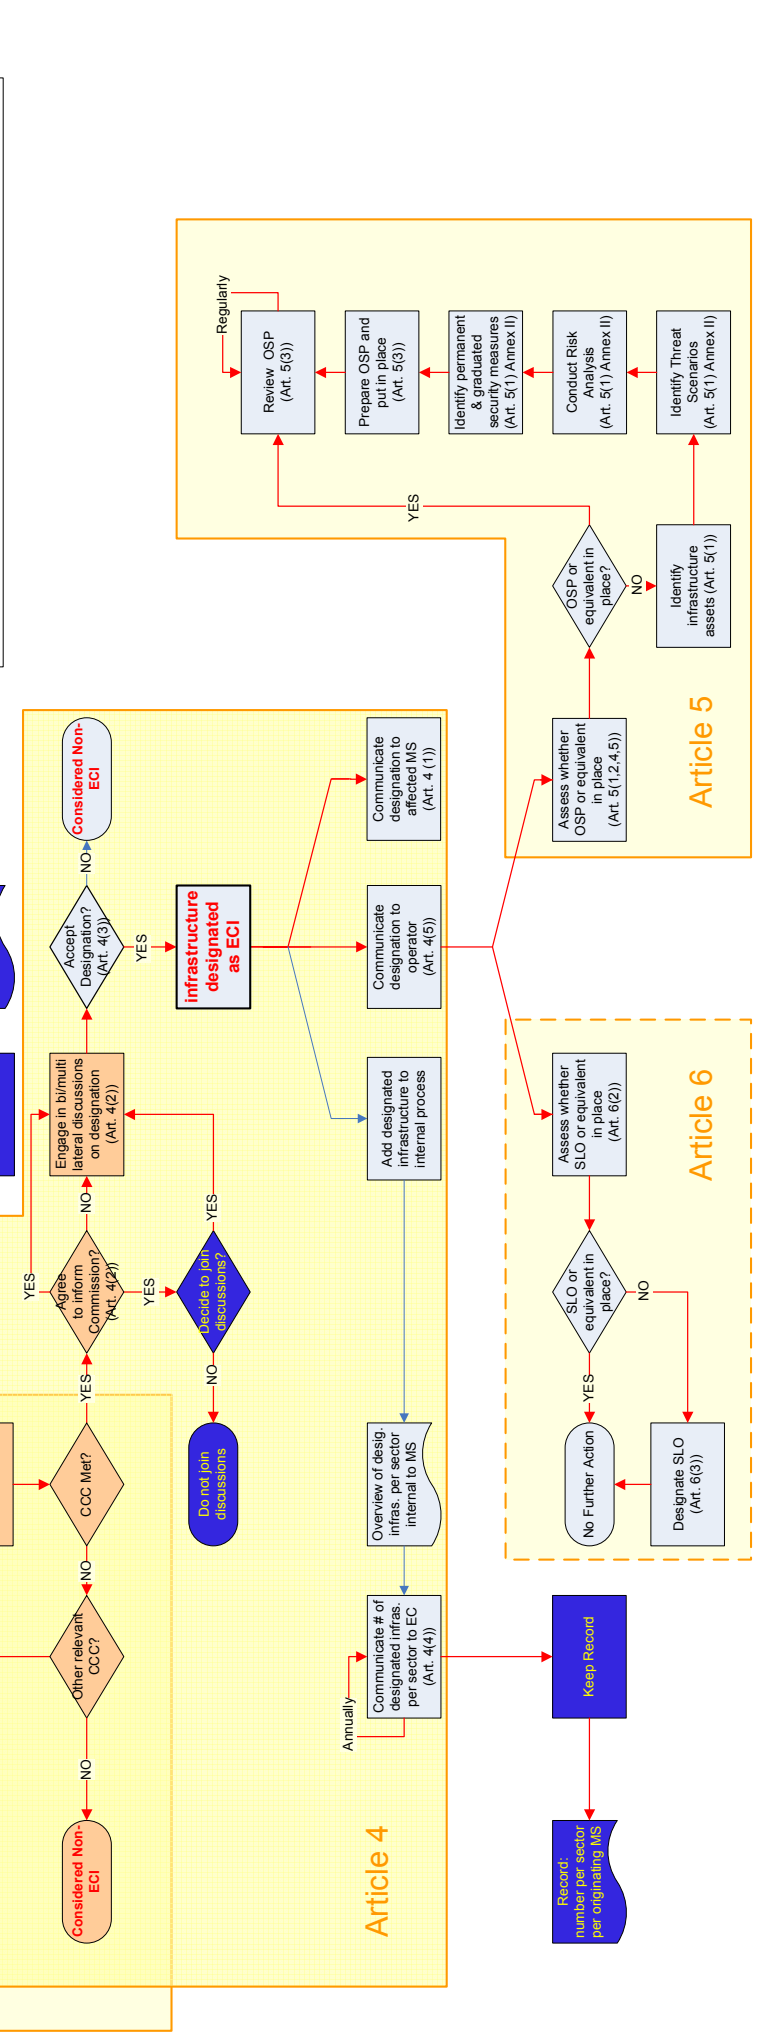 Considered Non-
ECI
NO
Other relevant
CCC?
NO
CCC Met?
YES
Agree
to inform
Commission?
(Art. 4(2))
YES
NO
Engage in bi/multi
lateral discussions
on designation
(Art. 4(2))
Accept
Designation?
(Art. 4(3))
NO
Considered Non-
ECI
YES
Do not join
discussions
NO
Decide to join
discussions?
YES
YES
infrastructure
designated
as ECI
Article 4
Annually
Communicate # of
designated infras.
per sector to EC
(Art. 4(4))
Overview of desig.
infras. per sector
internal to MS
Add designated
infrastructure to
internal process
Communicate
designation to
operator
(Art. 4(5))
Communicate
designation to
affected MS
(Art. 4 (1))
Record:
number per sector
per originating MS
Keep Record
No Further Action
YES
SLO or
equivalent in
place?
NO
Assess whether
SLO or equivalent
in place
(Art. 6(2))
Designate SLO
(Art. 6(3))
Article 6
Assess whether
OSP or equivalent
in place
(Art. 5(1,2,4,5))
OSP or
equivalent in
place?
YES
NO
Identify
infrastructure
assets (Art. 5(1))
Article 5
Regularly
Review OSP
(Art. 5(3))
Prepare OSP and
put in place
(Art. 5(3))
Identify permanent
& graduated
security measures
(Art. 5(1) Annex II)
Conduct Risk
Analysis
(Art. 5(1) Annex II)
Identify Threat
Scenarios
(Art. 5(1) Annex II)